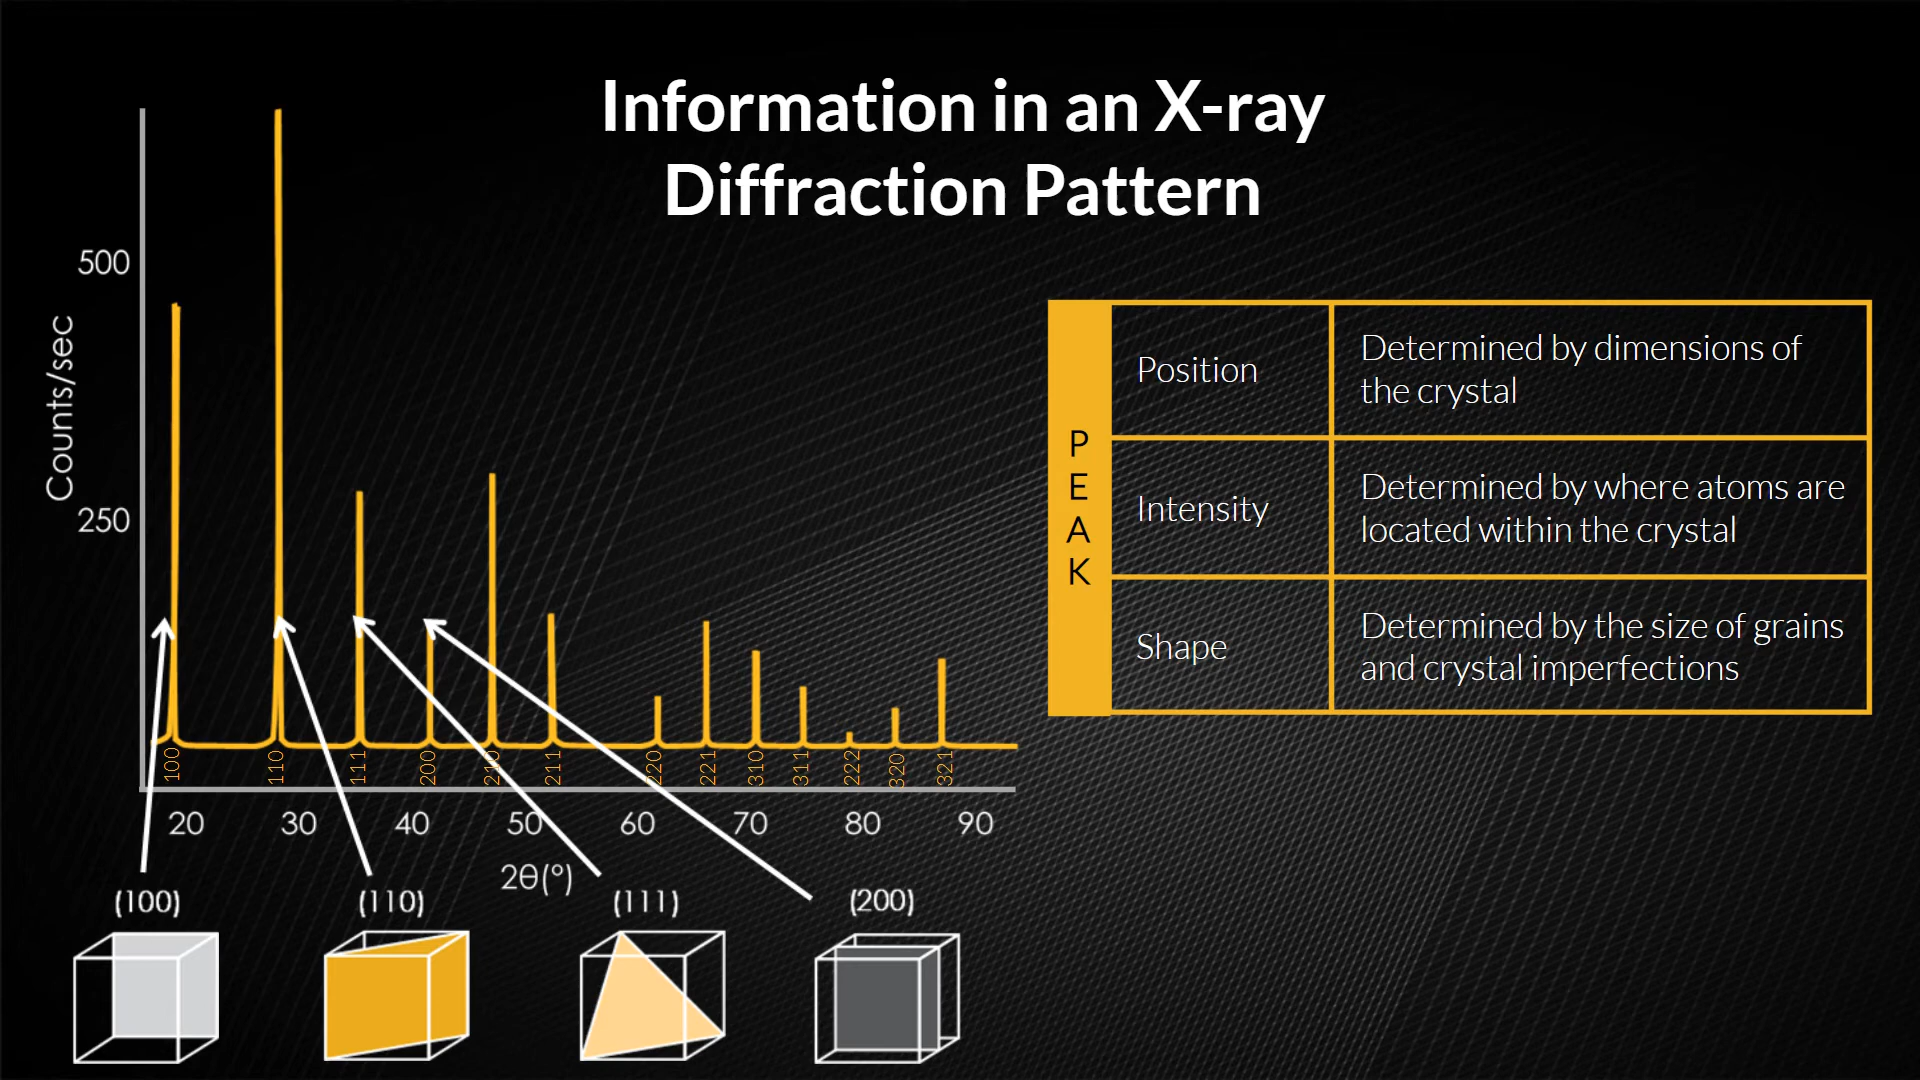 Information in an X-ray
Diffraction Pattern
500
250
Counts/sec
100
110
111
200
210
211
220
221
310
311
222
320
321
20
30
40
50
60
70
80
90
2θ(°)
(100)
(110)
(111)
(200)
PEAK
Position
Determined by dimensions of
the crystal
Intensity
Determined by where atoms are
located within the crystal
Shape
Determined by the size of grains
and crystal imperfections